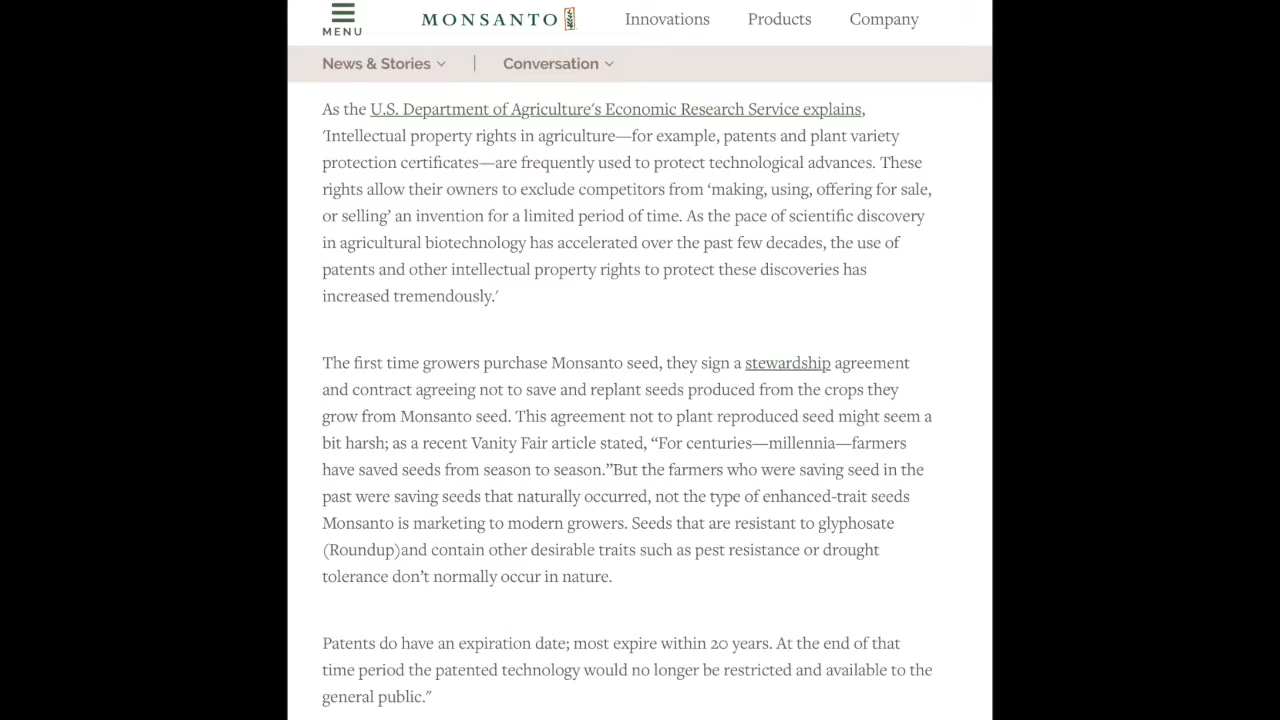 MENU
MONSANTO
Innovations
Products
Company
News & Stories
Conversation
As the U.S. Department of Agriculture's Economic Research Service explains,
'Intellectual property rights in agriculture—for example, patents and plant variety
protection certificates—are frequently used to protect technological advances. These
rights allow their owners to exclude competitors from ‘making, using, offering for sale,
or selling’ an invention for a limited period of time. As the pace of scientific discovery
in agricultural biotechnology has accelerated over the past few decades, the use of
patents and other intellectual property rights to protect these discoveries has
increased tremendously.'
The first time growers purchase Monsanto seed, they sign a stewardship agreement
and contract agreeing not to save and replant seeds produced from the crops they
grow from Monsanto seed. This agreement not to plant reproduced seed might seem a
bit harsh; as a recent Vanity Fair article stated, “For centuries—millennia—farmers
have saved seeds from season to season.”But the farmers who were saving seed in the
past were saving seeds that naturally occurred, not the type of enhanced-trait seeds
Monsanto is marketing to modern growers. Seeds that are resistant to glyphosate
(Roundup)and contain other desirable traits such as pest resistance or drought
tolerance don’t normally occur in nature.
Patents do have an expiration date; most expire within 20 years. At the end of that
time period the patented technology would no longer be restricted and available to the
general public."